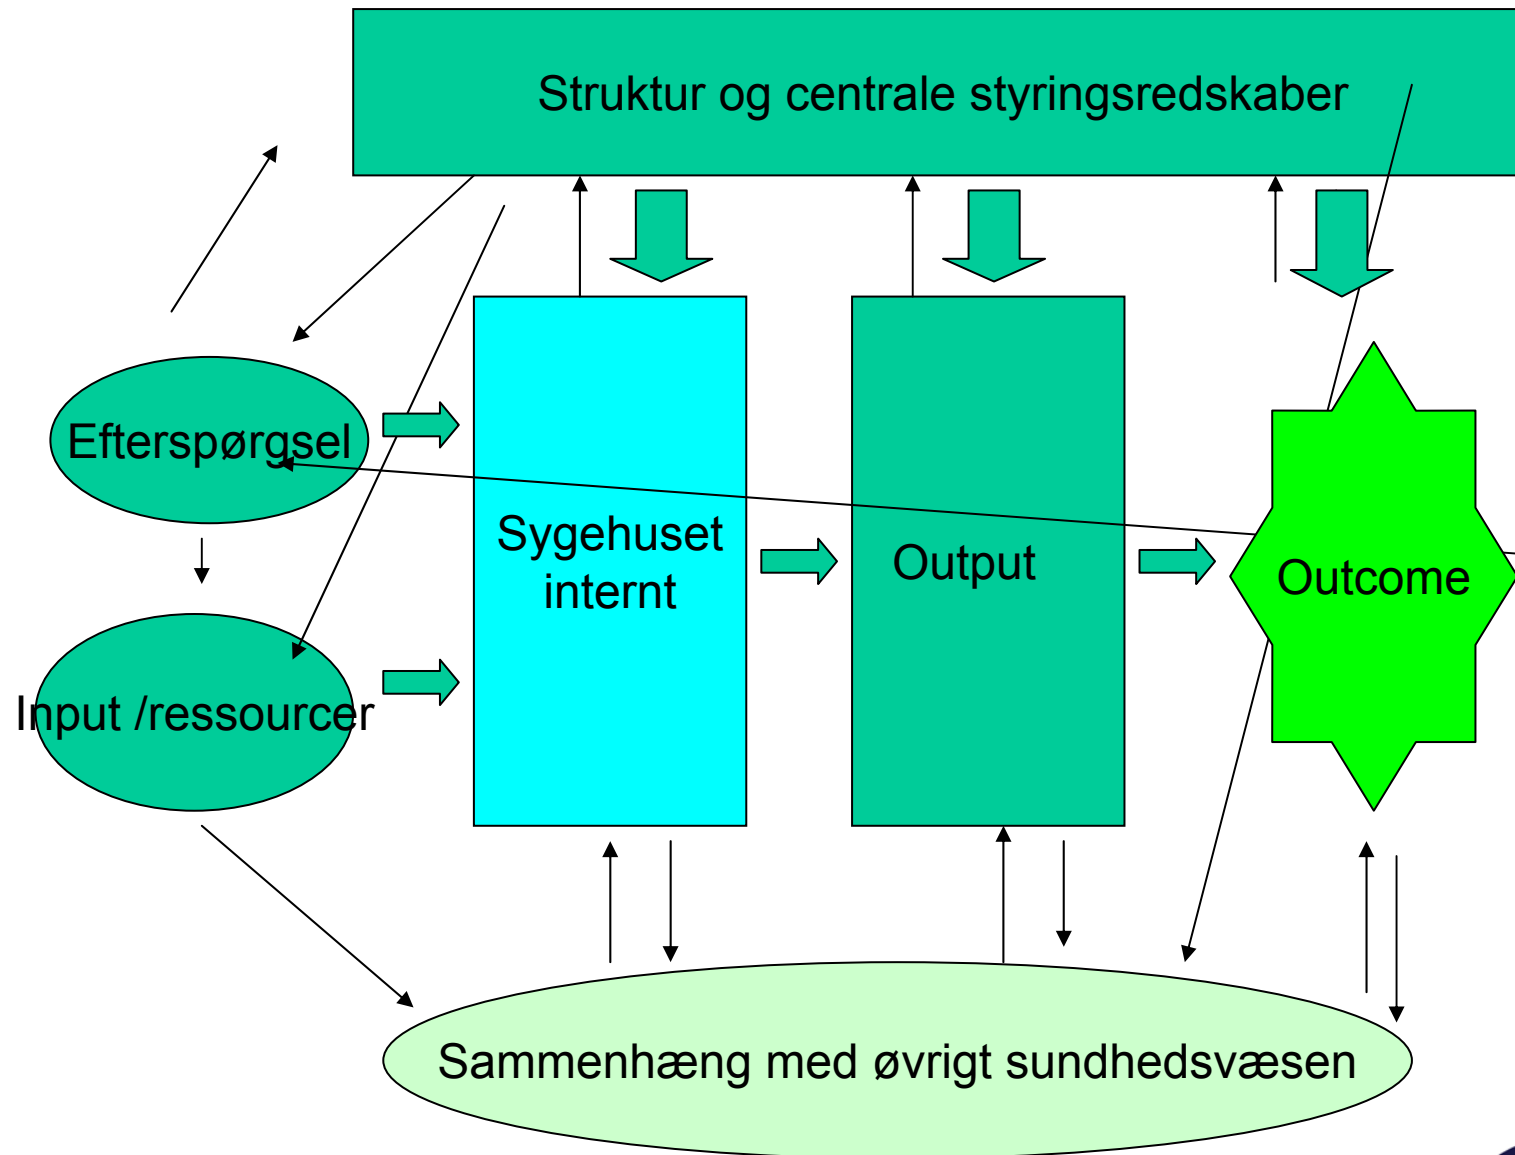 Struktur og centrale styringsredskaber
Efterspørgsel
Sygehuset
internt
Output
Outcome
Input /ressourcer
Sammenhæng med øvrigt sundhedsvæsen